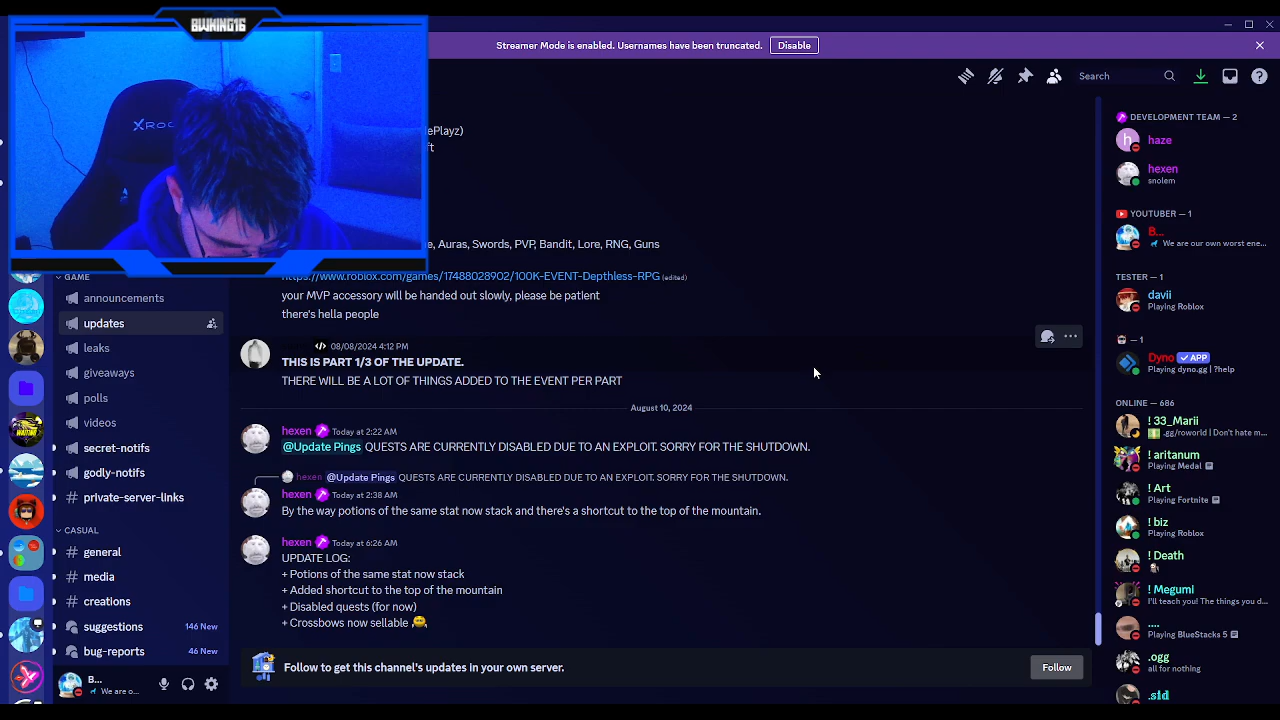 BWKING16
Streamer Mode is enabled. Usernames have been truncated.
Disable
Search
XRO
ePlayz)
ft
e, Auras, Swords, PVP, Bandit, Lore, RNG, Guns
https://www.roblox.com/games/17488028902/100K-EVENT-Depthless-RPG (edited)
your MVP accessory will be handed out slowly, please be patient
there's hella people
08/08/2024 4:12 PM
THIS IS PART 1/3 OF THE UPDATE.
THERE WILL BE A LOT OF THINGS ADDED TO THE EVENT PER PART
August 10, 2024
hexen Today at 2:22 AM
@Update Pings QUESTS ARE CURRENTLY DISABLED DUE TO AN EXPLOIT. SORRY FOR THE SHUTDOWN.
hexen @Update Pings QUESTS ARE CURRENTLY DISABLED DUE TO AN EXPLOIT. SORRY FOR THE SHUTDOWN.
hexen Today at 2:38 AM
By the way potions of the same stat now stack and there's a shortcut to the top of the mountain.
hexen Today at 6:26 AM
UPDATE LOG:
+ Potions of the same stat now stack
+ Added shortcut to the top of the mountain
+ Disabled quests (for now)
+ Crossbows now sellable
Follow to get this channel's updates in your own server.
Follow
GAME
announcements
updates
leaks
giveaways
polls
videos
secret-notifs
godly-notifs
private-server-links
CASUAL
general
media
creations
suggestions 146 New
bug-reports 46 New
B...
We are o...
DEVELOPMENT TEAM — 2
haze
hexen
snolem
YOUTUBER — 1
B...
We are our own worst ene...
TESTER — 1
davii
Playing Roblox
— 1
Dyno APP
Playing dyno.gg | ?help
ONLINE — 686
! 33_Marii
.gg/roworld | Don't hate m...
! aritanum
Playing Medal
! Art
Playing Fortnite
! biz
Playing Roblox
! Death
! Megumi
I'll teach you! The things you d...
....
Playing BlueStacks 5
.ogg
all for nothing
.s1d